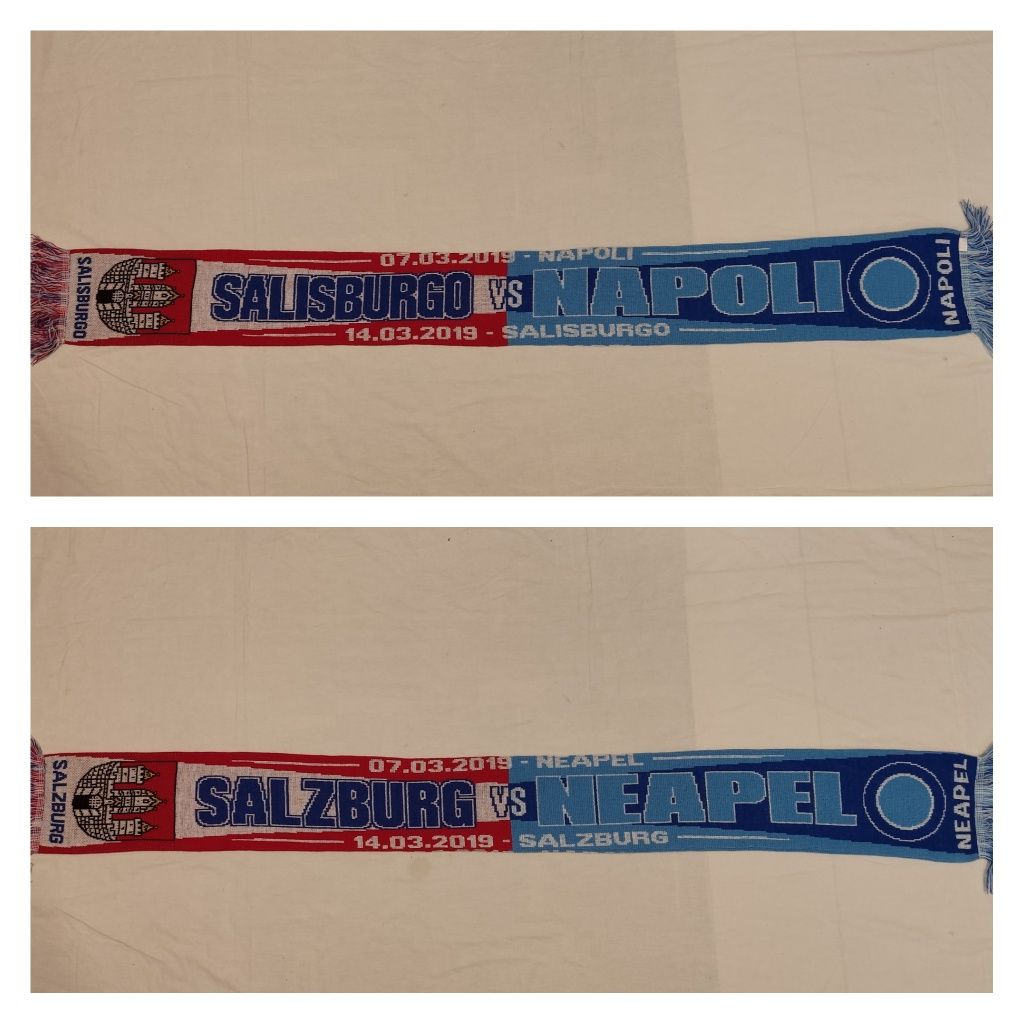 07.03.2019 - NAPOLI
SALISBURGO
SALISBURGO VS NAPOLI
NAPOLI
14.03.2019 - SALISBURGO
07.03.2019 - NEAPEL
SALZBURG
SALZBURG VS NEAPEL
NEAPEL
14.03.2019 - SALZBURG